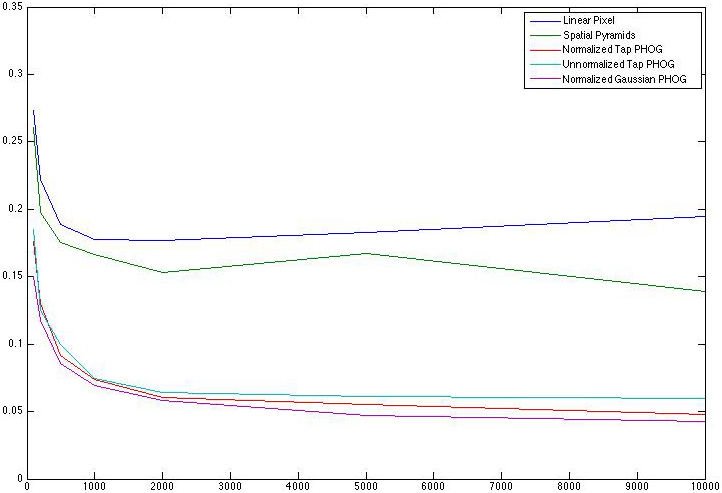 0.35
0.3
0.25
0.2
0.15
0.1
0.05
0
0 1000 2000 3000 4000 5000 6000 7000 8000 9000 10000
Linear Pixel
Spatial Pyramids
Normalized Tap PHOG
Unnormalized Tap PHOG
Normalized Gaussian PHOG